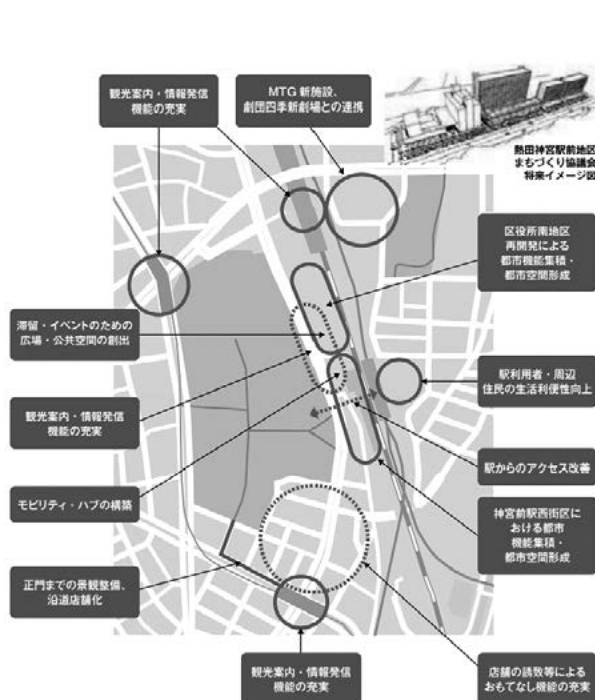 観光案内・情報発信
機能の充実
MTG 新施設、
劇団四季新劇場との連携
熱田神宮駅前地区
まちづくり協議会
将来イメージ図
区役所南地区
再開発による
都市機能集積・
都市空間形成
滞留・イベントのための
広場・公共空間の創出
駅利用者・周辺
住民の生活利便性向上
観光案内・情報発信
機能の充実
駅からのアクセス改善
モビリティ・ハブの構築
神宮前駅西街区に
おける都市
機能集積・
都市空間形成
正門までの景観整備、
沿道店舗化
観光案内・情報発信
機能の充実
店舗の誘致等による
おもてなし機能の充実